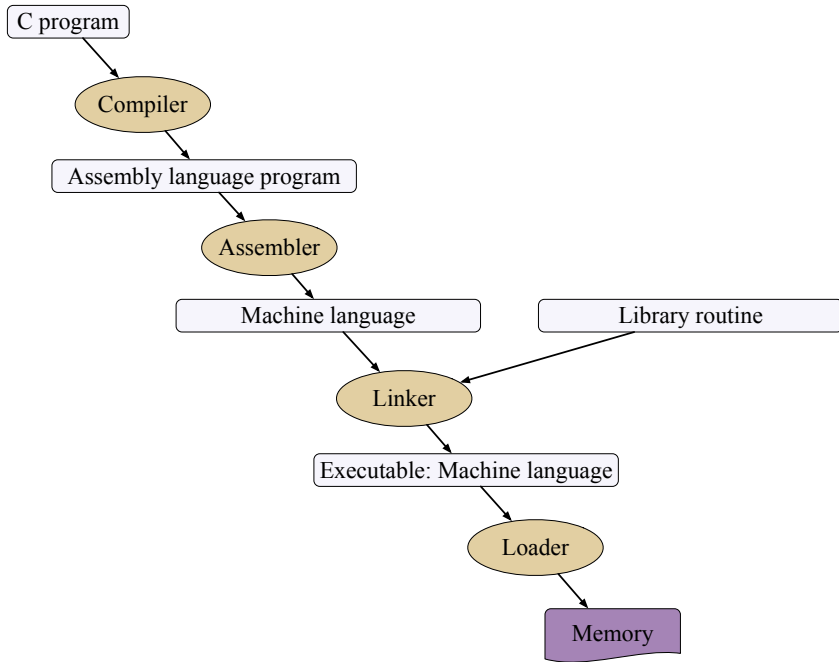 C program
Compiler
Assembly language program
Assembler
Machine language
Library routine
Linker
Executable: Machine language
Loader
Memory